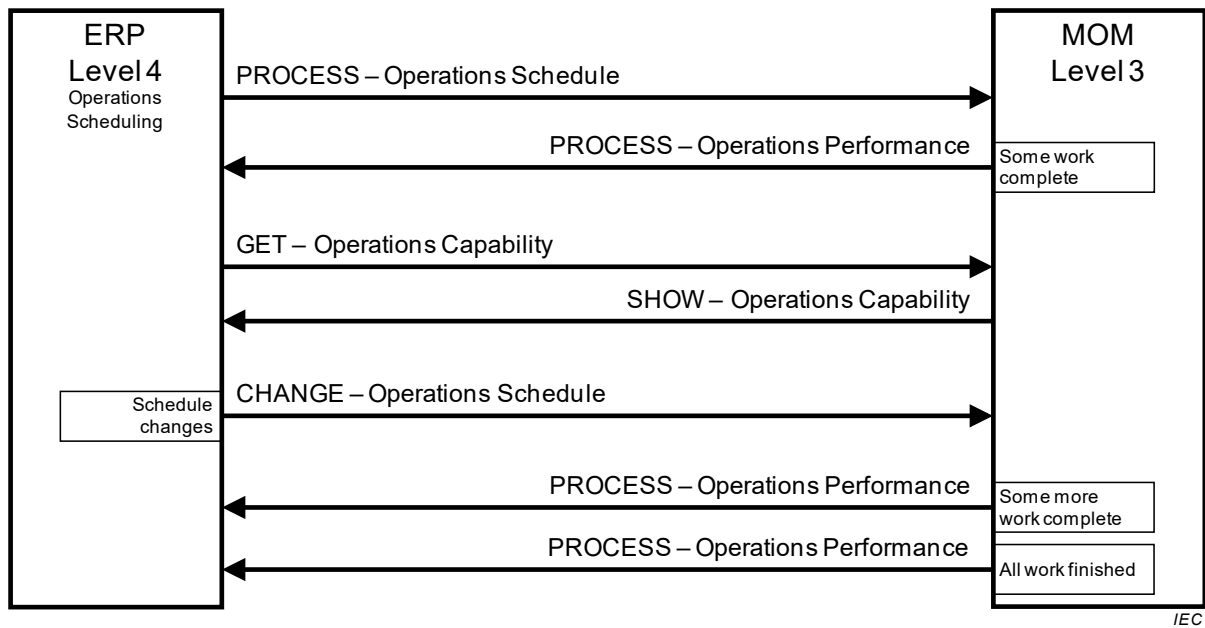 ERP
Level 4
Operations
Scheduling
MOM
Level 3
PROCESS – Operations Schedule
PROCESS – Operations Performance
Some work
complete
GET – Operations Capability
SHOW – Operations Capability
Schedule
changes
CHANGE – Operations Schedule
PROCESS – Operations Performance
Some more
work complete
PROCESS – Operations Performance
All work finished
IEC